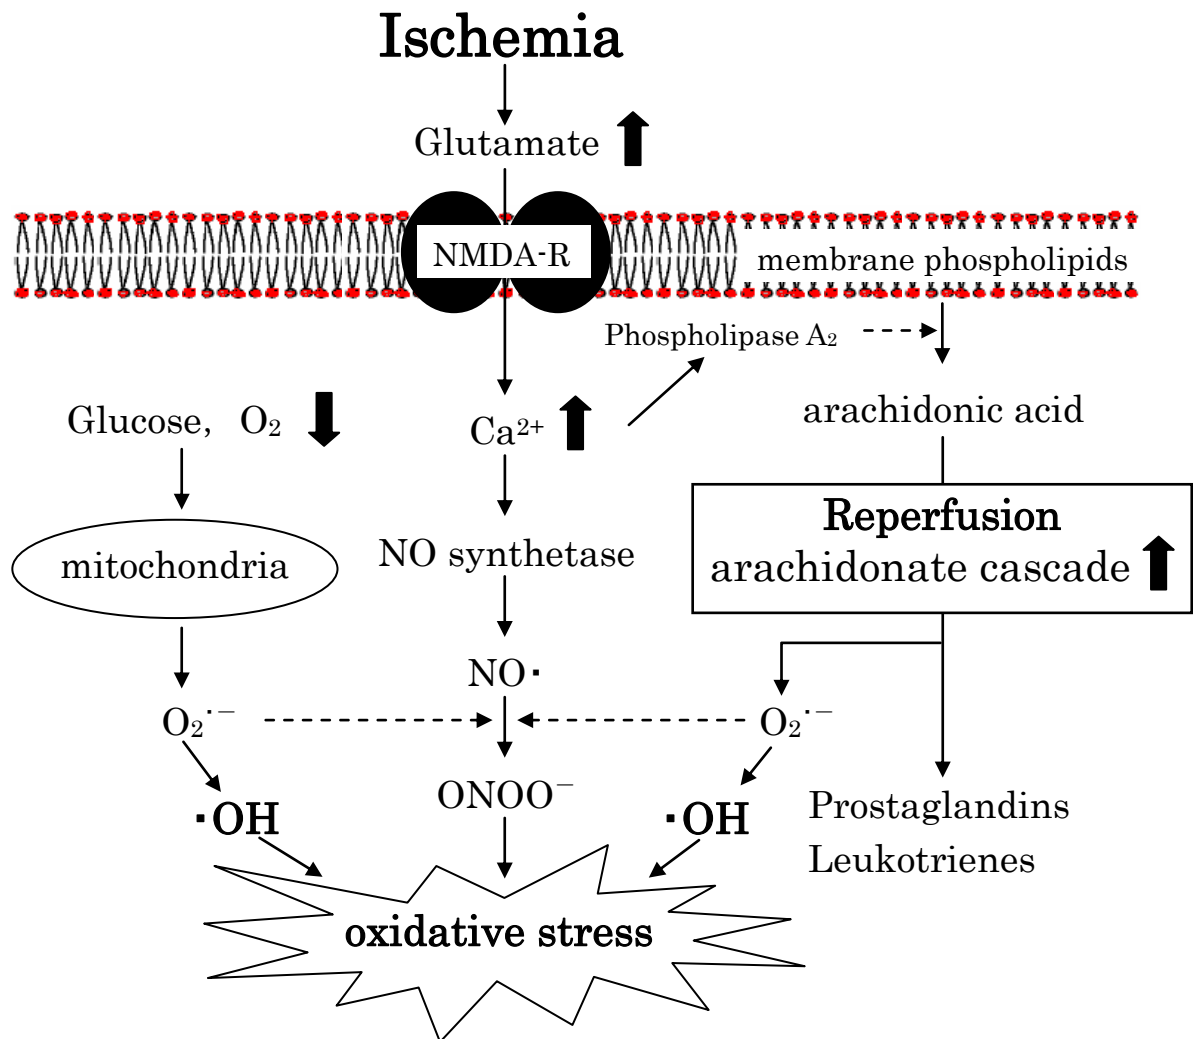 Ischemia
Glutamate
NMDA-R
membrane phospholipids
Phospholipase A₂
Glucose, O₂
Ca²⁺
arachidonic acid
Reperfusion
arachidonate cascade
mitochondria
NO synthetase
NO·
O₂·⁻
O₂·⁻
ONOO⁻
·OH
·OH
Prostaglandins
Leukotrienes
oxidative stress